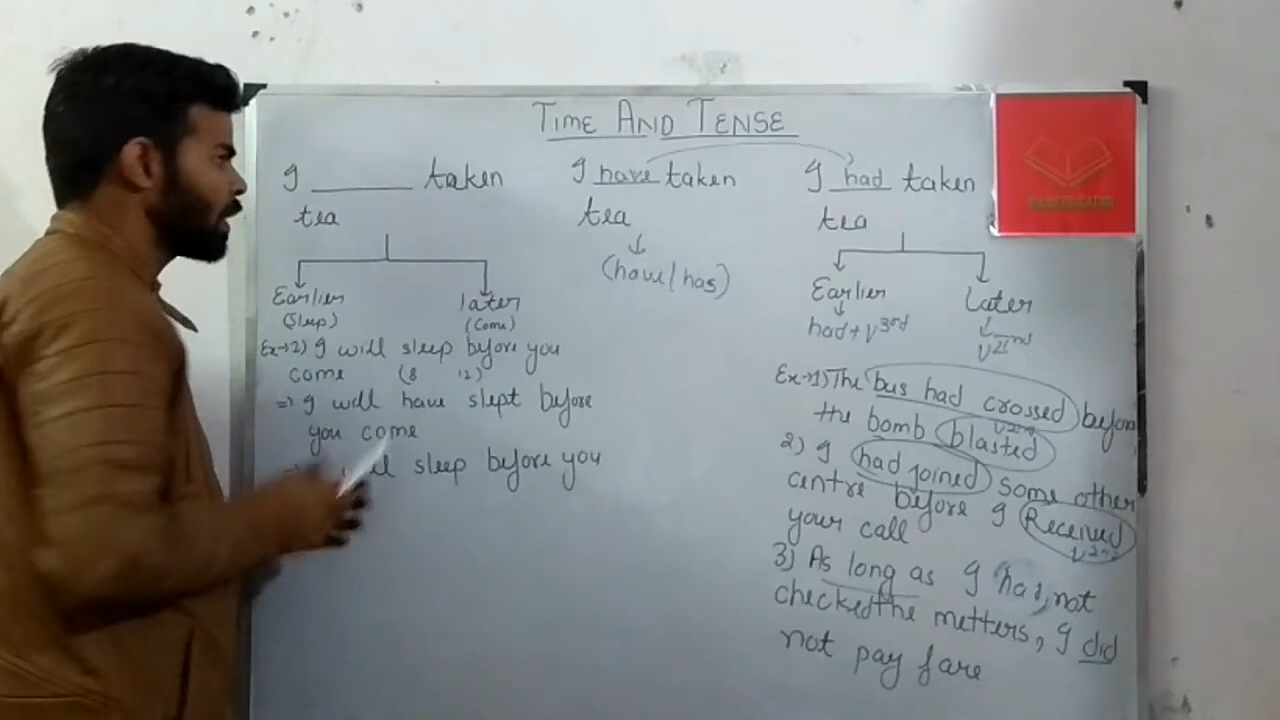 TIME AND TENSE
I ______ taken
tea
Earlier
later
(Sleep)
(Come)
Ex→2) I will sleep before you
come (8 12)
⇒ I will have slept before
you come
sleep before you
I have taken
tea
(have/has)
I had taken
tea
Earlier
Later
had + V3rd
V2nd
Ex→1) The bus had crossed before
the bomb blasted
V2nd
2) I had joined some other
centre before I Received
your call
V2nd
3) As long as I not
checked the metters, I did
not pay fare
EDUCATION